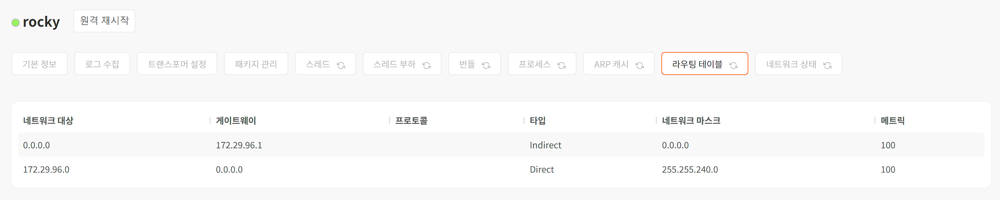 rocky 원격 재시작
기본 정보 로그 수집 트랜스포머 설정 패키지 관리 스레드 스레드 부하 번들 프로세스 ARP 캐시 라우팅 테이블 네트워크 상태
네트워크 대상 게이트웨이 프로토콜 타입 네트워크 마스크 메트릭
0.0.0.0 172.29.96.1 Indirect 0.0.0.0 100
172.29.96.0 0.0.0.0 Direct 255.255.240.0 100